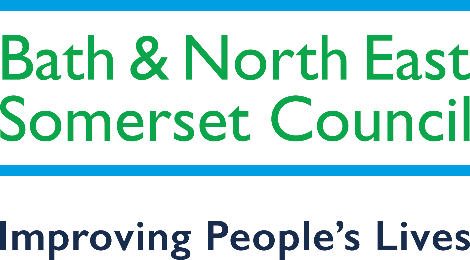 Bath & North East
Somerset Council
Improving People's Lives